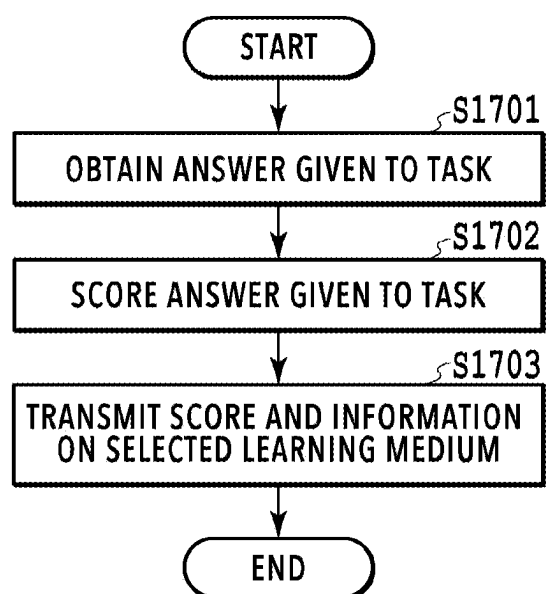 START
S1701
OBTAIN ANSWER GIVEN TO TASK
S1702
SCORE ANSWER GIVEN TO TASK
S1703
TRANSMIT SCORE AND INFORMATION
ON SELECTED LEARNING MEDIUM
END